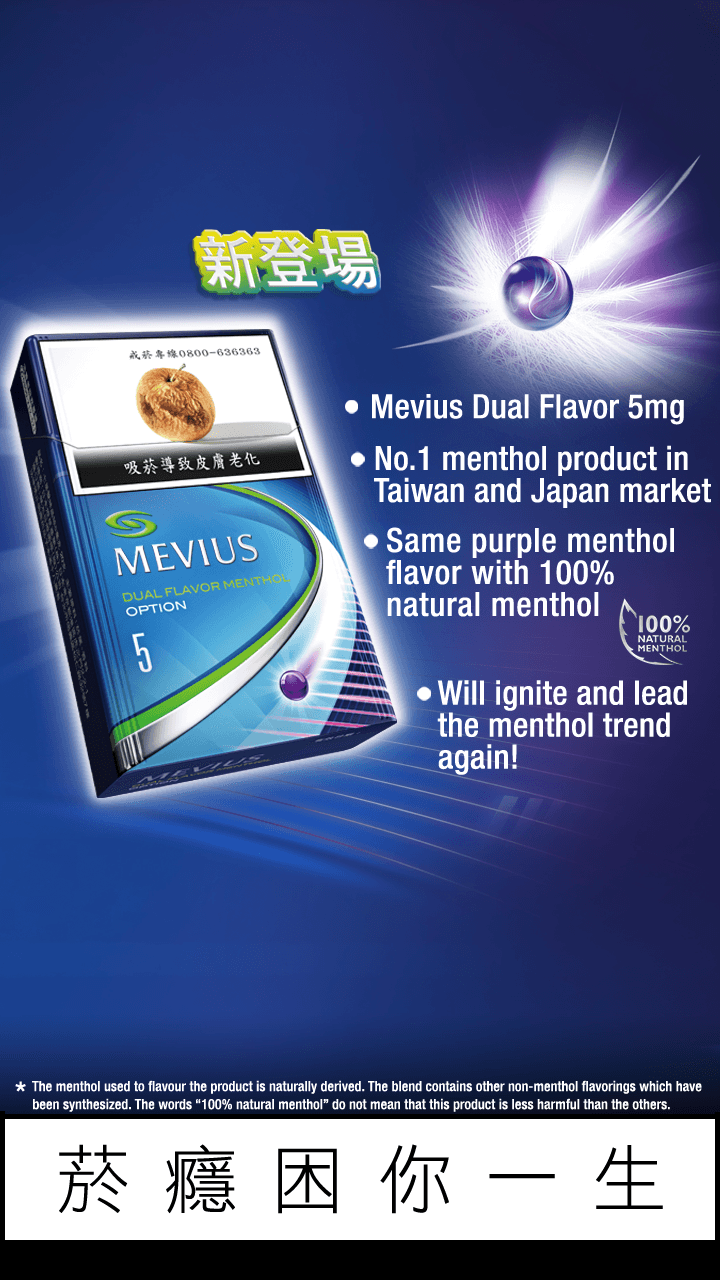 新登場
戒菸專線0800-636363
吸菸導致皮膚老化
MEVIUS
DUAL FLAVOR MENTHOL
OPTION
5
MEVIUS
• Mevius Dual Flavor 5mg
• No.1 menthol product in
Taiwan and Japan market
• Same purple menthol
flavor with 100%
natural menthol
100%
NATURAL
MENTHOL
• Will ignite and lead
the menthol trend
again!
* The menthol used to flavour the product is naturally derived. The blend contains other non-menthol flavorings which have
been synthesized. The words “100% natural menthol” do not mean that this product is less harmful than the others.
菸癮困你一生